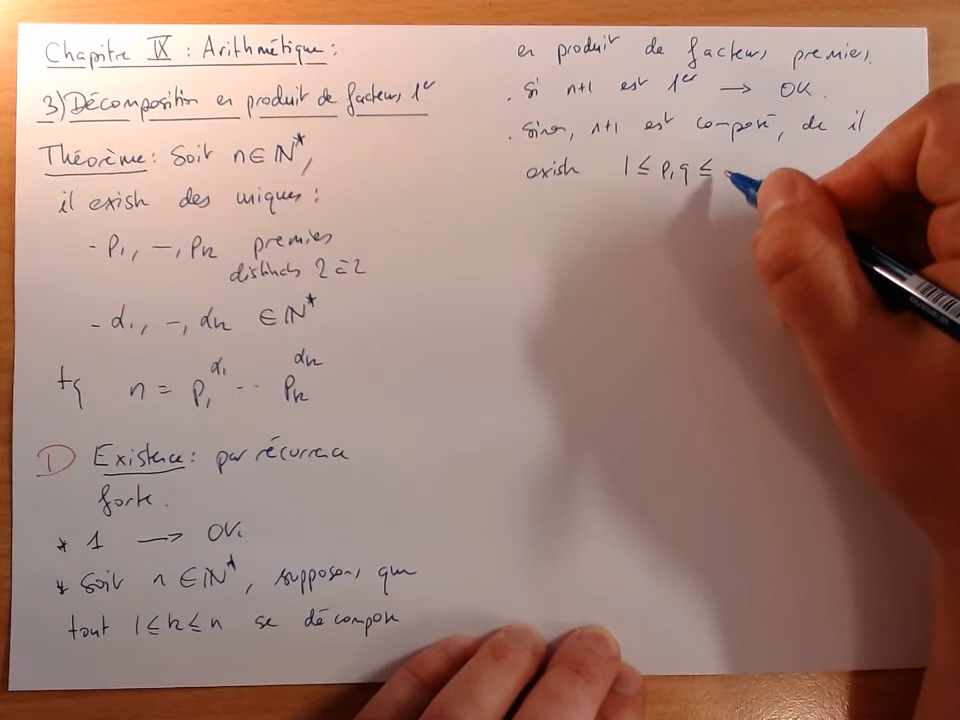 Chapitre IX : Arithmétique :
3) Décomposition en produit de facteurs 1er
Théorème : Soit n ∈ ℕ*,
il existe des uniques :
- p₁, —, pₖ premiers
distincts 2 à 2
- α₁, —, αₖ ∈ ℕ*
tq n = p₁^α₁ ... pₖ^αₖ
D Existence : par récurrence
forte.
* 1 → OK.
* Soit n ∈ ℕ*, supposons que
tout 1 ≤ k ≤ n se décompose
en produit de facteurs premiers.
. Si n+1 est 1er → OK.
. Sinon, n+1 est composé, dc il
existe 1 ≤ p, q ≤